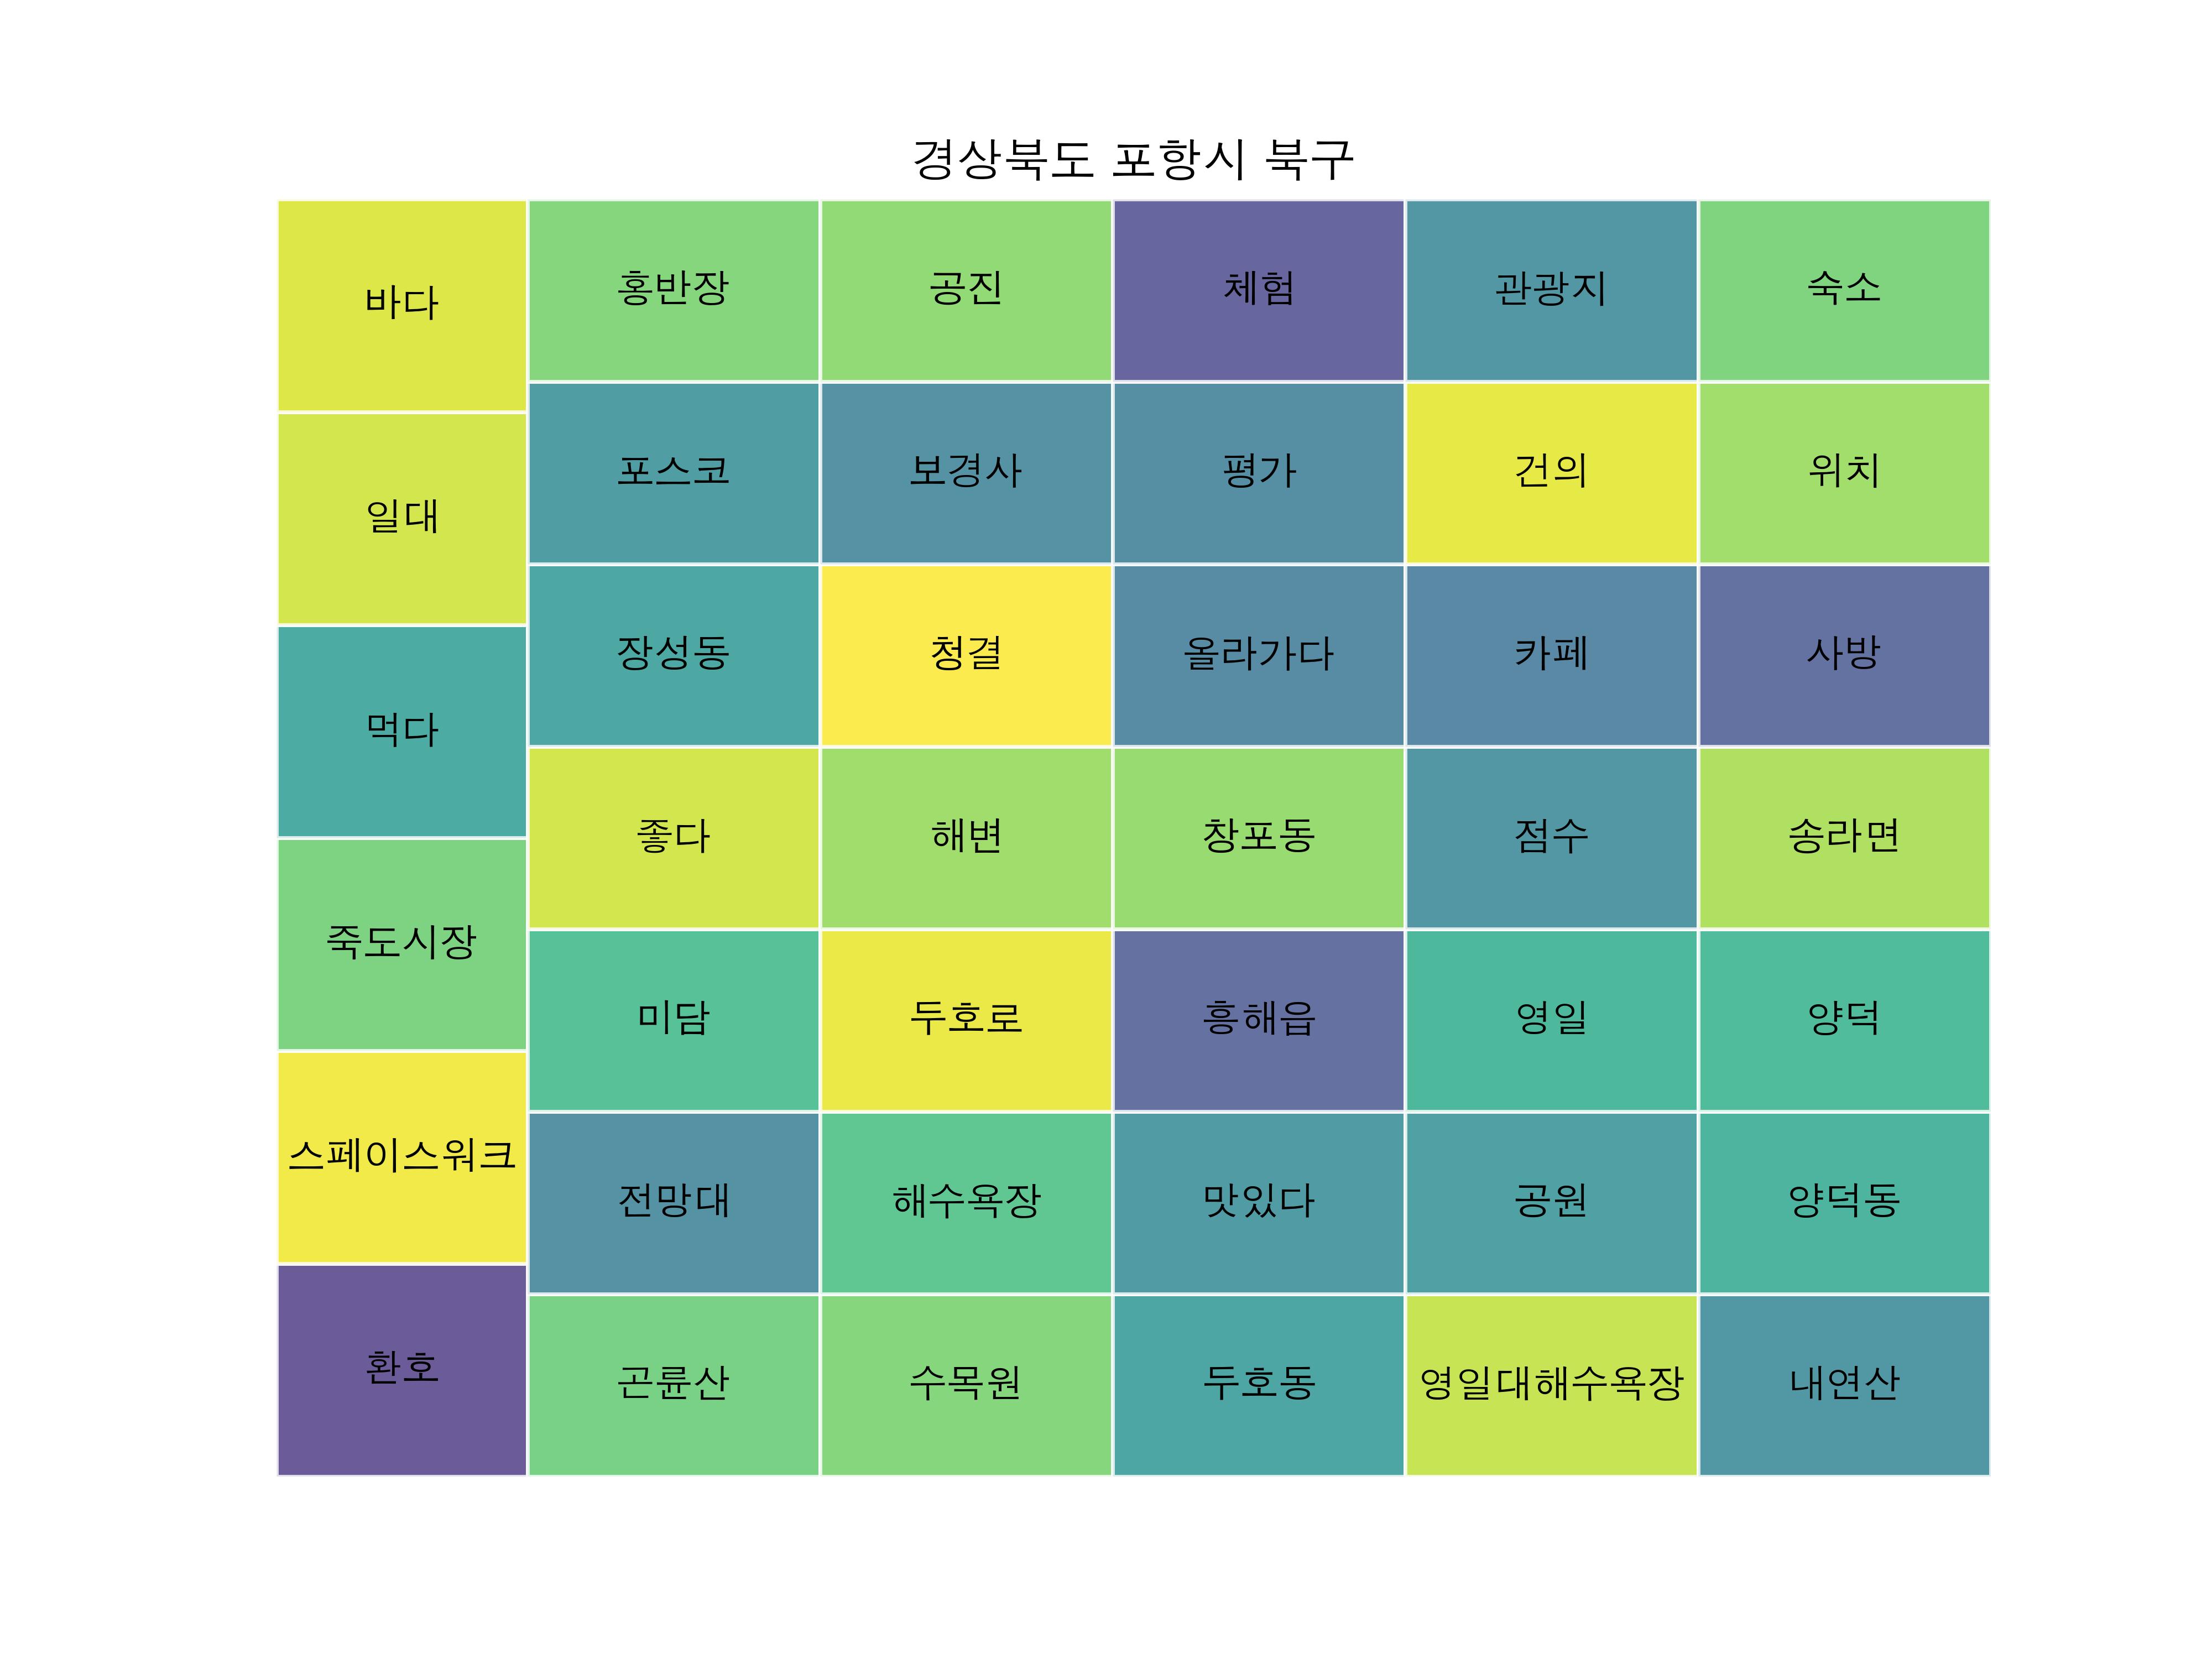 경상북도 포항시 북구
바다
일대
먹다
죽도시장
스페이스워크
환호
홍반장
포스코
장성동
좋다
미담
전망대
곤륜산
공진
보경사
청결
해변
두호로
해수욕장
수목원
체험
평가
올라가다
창포동
흥해읍
맛있다
두호동
관광지
건의
카페
점수
영일
공원
영일대해수욕장
숙소
위치
사방
송라면
양덕
양덕동
내연산